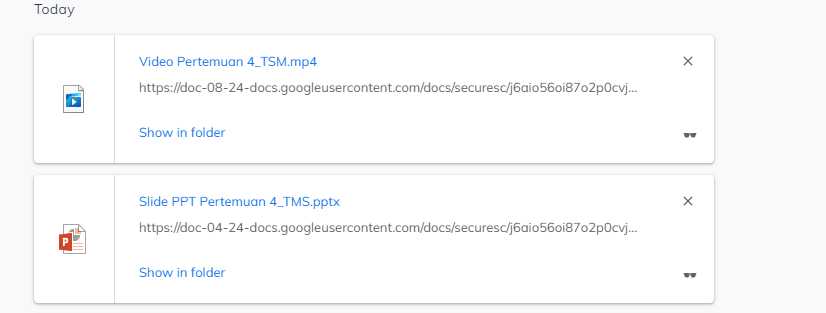 Today
Video Pertemuan 4_TSM.mp4
https://doc-08-24-docs.googleusercontent.com/docs/securesc/j6aio56oi87o2p0cvj...
Show in folder
Slide PPT Pertemuan 4_TMS.pptx
https://doc-04-24-docs.googleusercontent.com/docs/securesc/j6aio56oi87o2p0cvj...
Show in folder